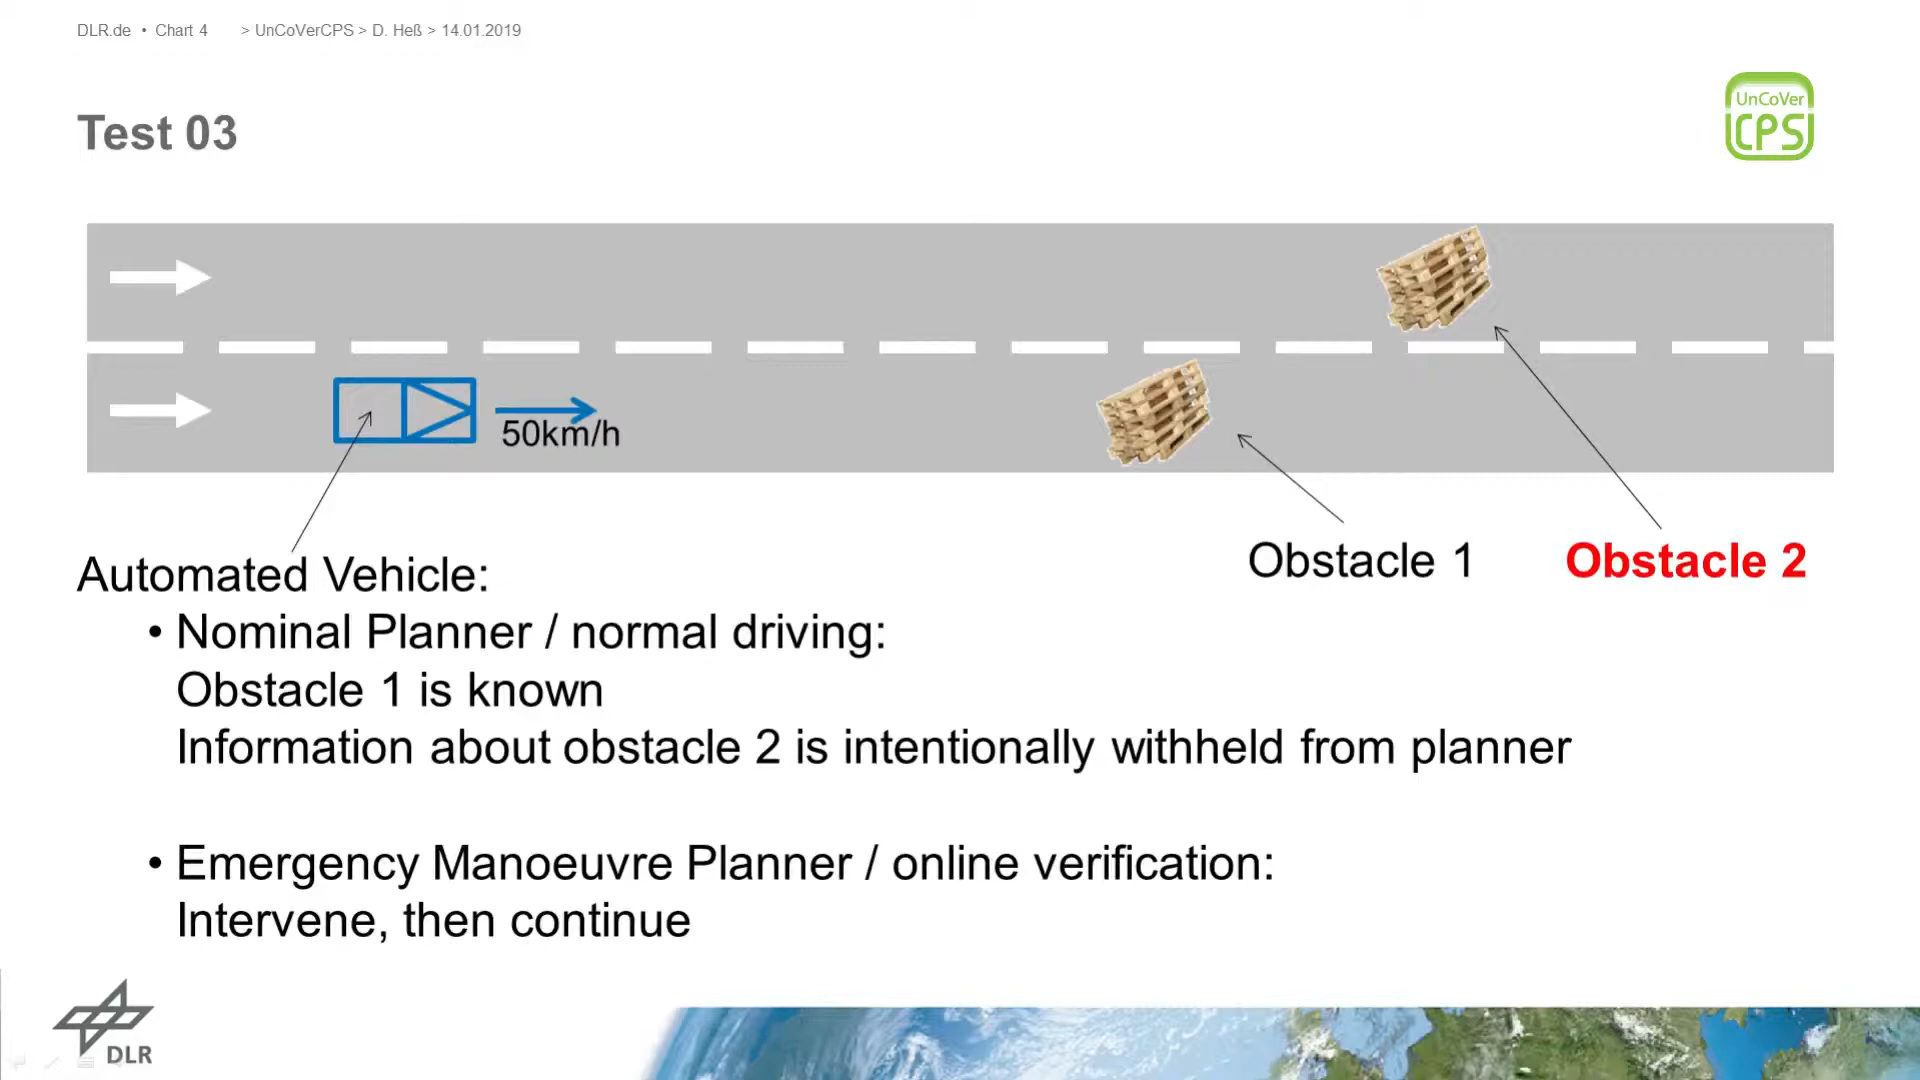 DLR.de • Chart 4 > UnCoVerCPS > D. Heß > 14.01.2019
UnCoVer
CPS
Test 03
50km/h
Obstacle 1
Obstacle 2
Automated Vehicle:
• Nominal Planner / normal driving:
Obstacle 1 is known
Information about obstacle 2 is intentionally withheld from planner
• Emergency Manoeuvre Planner / online verification:
Intervene, then continue
DLR